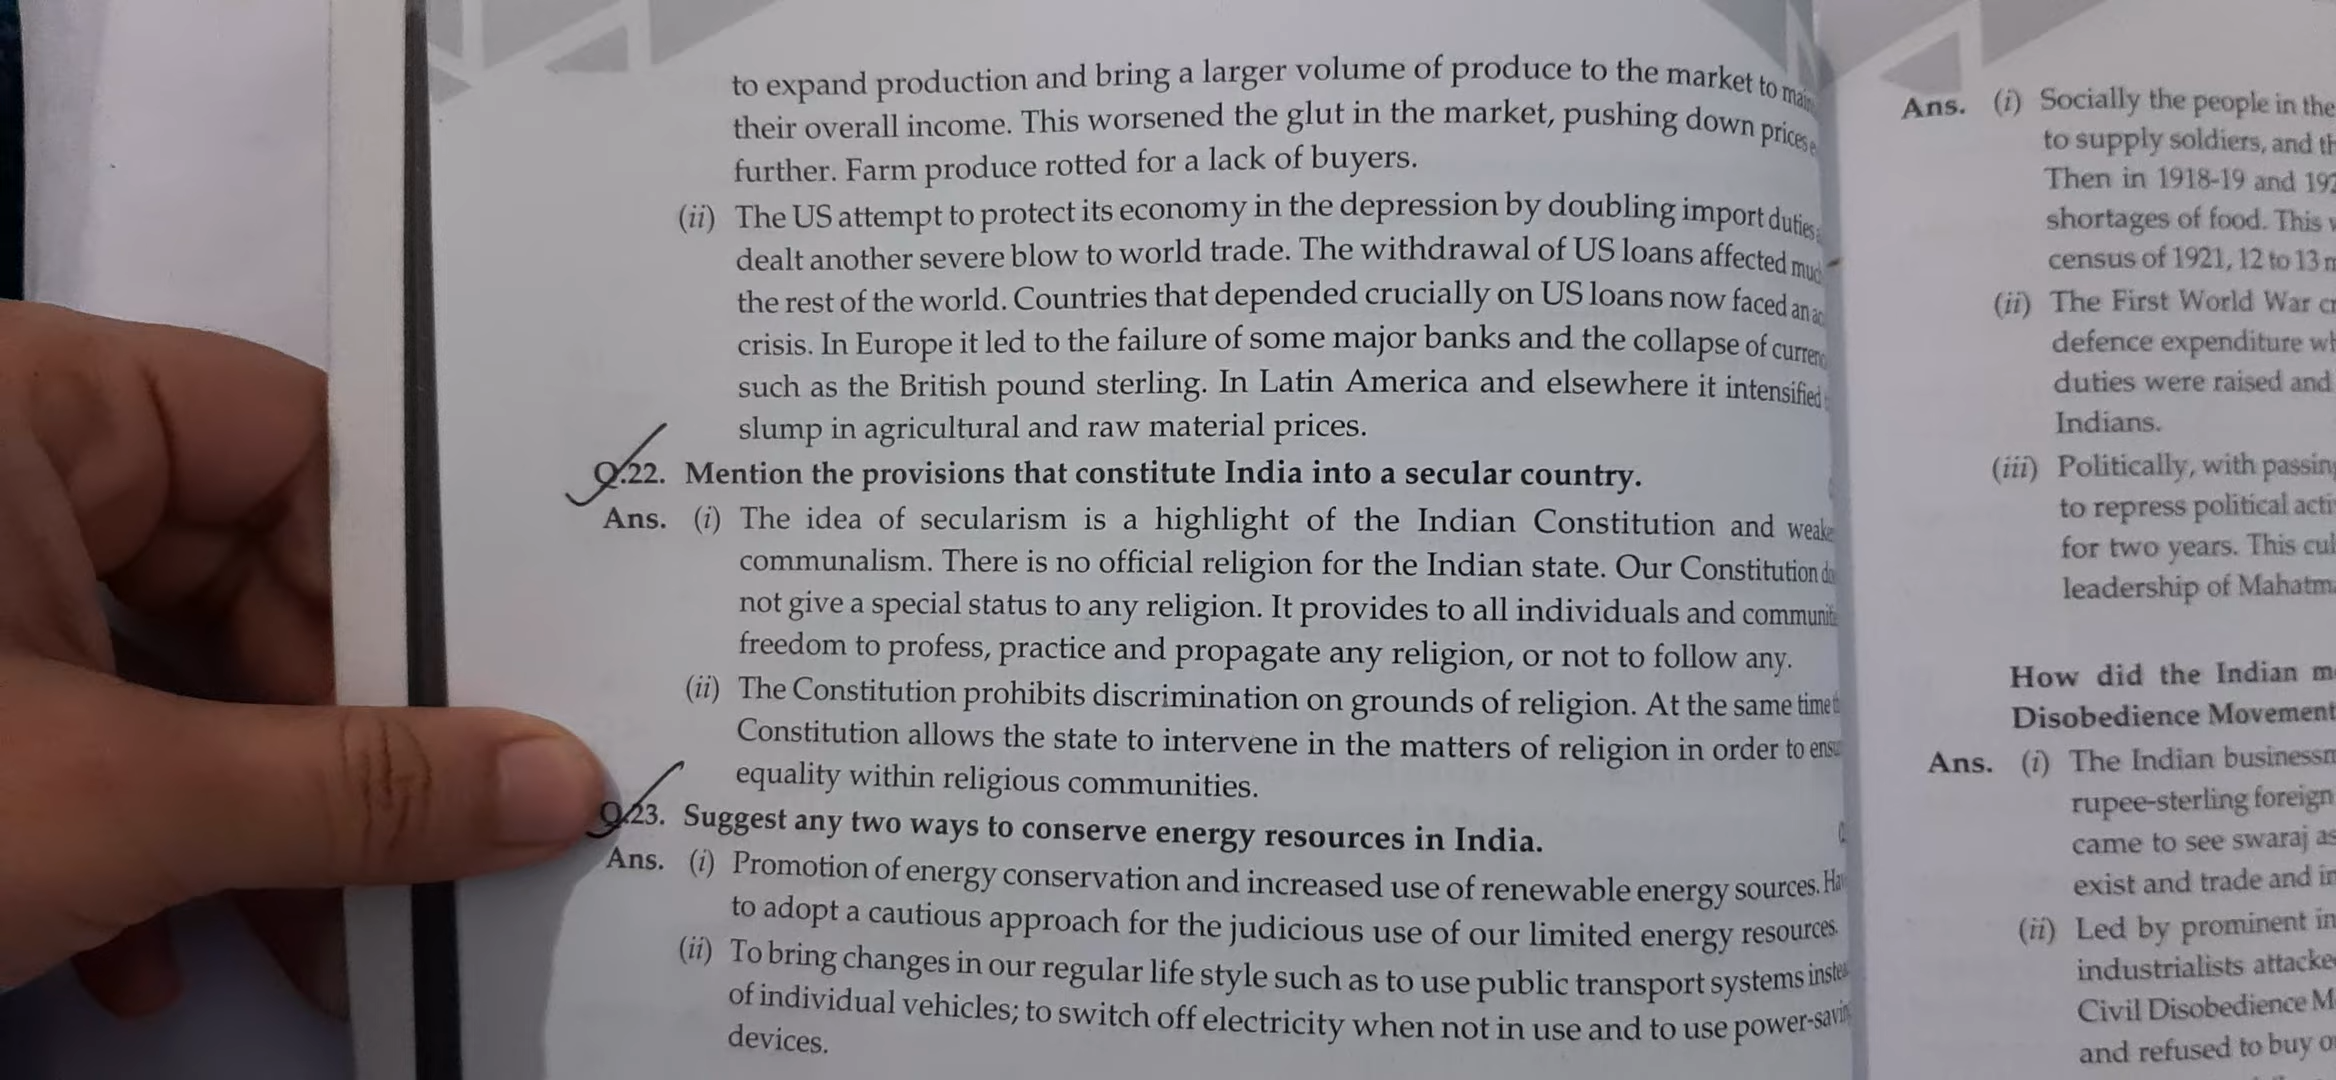 to expand production and bring a larger volume of produce to the market to
their overall income. This worsened the glut in the market, pushing down prices
further. Farm produce rotted for a lack of buyers.
(ii) The US attempt to protect its economy in the depression by doubling import duties
dealt another severe blow to world trade. The withdrawal of US loans affected
the rest of the world. Countries that depended crucially on US loans now faced an
crisis. In Europe it led to the failure of some major banks and the collapse of
such as the British pound sterling. In Latin America and elsewhere it intensified
slump in agricultural and raw material prices.
Q.22. Mention the provisions that constitute India into a secular country.
Ans. (i) The idea of secularism is a highlight of the Indian Constitution and
communalism. There is no official religion for the Indian state. Our Constitution
not give a special status to any religion. It provides to all individuals and
freedom to profess, practice and propagate any religion, or not to follow any.
(ii) The Constitution prohibits discrimination on grounds of religion. At the same time
Constitution allows the state to intervene in the matters of religion in order to
equality within religious communities.
Q.23. Suggest any two ways to conserve energy resources in India.
Ans. (i) Promotion of energy conservation and increased use of renewable energy sources.
to adopt a cautious approach for the judicious use of our limited energy resources.
(ii) To bring changes in our regular life style such as to use public transport systems
of individual vehicles; to switch off electricity when not in use and to use
devices.
Ans. (i) Socially the people in the
to supply soldiers, and
Then in 1918-19 and
shortages of food. This
census of 1921, 12 to 13
(ii) The First World War
defence expenditure
duties were raised and
Indians.
(iii) Politically, with
to repress political
for two years. This
leadership of
How did the Indian
Disobedience Movement
Ans. (i) The Indian
rupee-sterling foreign
came to see swaraj as
exist and trade and
(ii) Led by prominent
industrialists
Civil Disobedience
and refused to buy